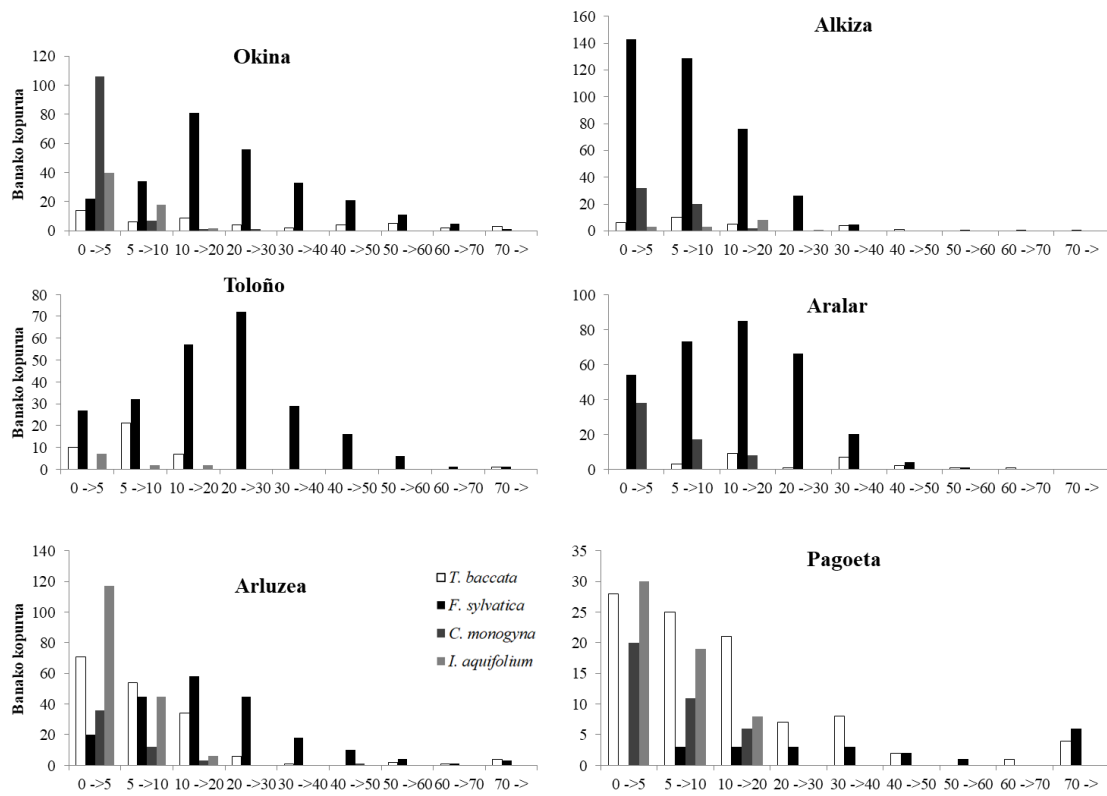 Okina
Banako kopurua
120
100
80
60
40
20
0
0 ->5 5 ->10 10 ->20 20 ->30 30 ->40 40 ->50 50 ->60 60 ->70 70 ->
Alkiza
Banako kopurua
160
140
120
100
80
60
40
20
0
0 ->5 5 ->10 10 ->20 20 ->30 30 ->40 40 ->50 50 ->60 60 ->70 70 ->
Toloño
Banako kopurua
80
70
60
50
40
30
20
10
0
0 ->5 5 ->10 10 ->20 20 ->30 30 ->40 40 ->50 50 ->60 60 ->70 70 ->
Aralar
100
80
60
40
20
0
0 ->5 5 ->10 10 ->20 20 ->30 30 ->40 40 ->50 50 ->60 60 ->70 70 ->
Arluzea
Banako kopurua
140
120
100
80
60
40
20
0
T. baccata
F. sylvatica
C. monogyna
I. aquifolium
0 ->5 5 ->10 10 ->20 20 ->30 30 ->40 40 ->50 50 ->60 60 ->70 70 ->
Pagoeta
35
30
25
20
15
10
5
0
0 ->5 5 ->10 10 ->20 20 ->30 30 ->40 40 ->50 50 ->60 60 ->70 70 ->